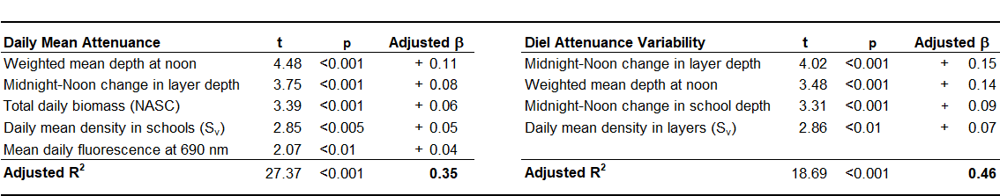 Daily Mean Attenuance t p Adjusted β Diel Attenuance Variability t p Adjusted β
Weighted mean depth at noon 4.48 <0.001 + 0.11 Midnight-Noon change in layer depth 4.02 <0.001 + 0.15
Midnight-Noon change in layer depth 3.75 <0.001 + 0.08 Weighted mean depth at noon 3.48 <0.001 + 0.14
Total daily biomass (NASC) 3.39 <0.001 + 0.06 Midnight-Noon change in school depth 3.31 <0.001 + 0.09
Daily mean density in schools (Sv) 2.85 <0.005 + 0.05 Daily mean density in layers (Sv) 2.86 <0.01 + 0.07
Mean daily fluorescence at 690 nm 2.07 <0.01 + 0.04
Adjusted R2 27.37 <0.001 0.35 18.69 <0.001 0.46